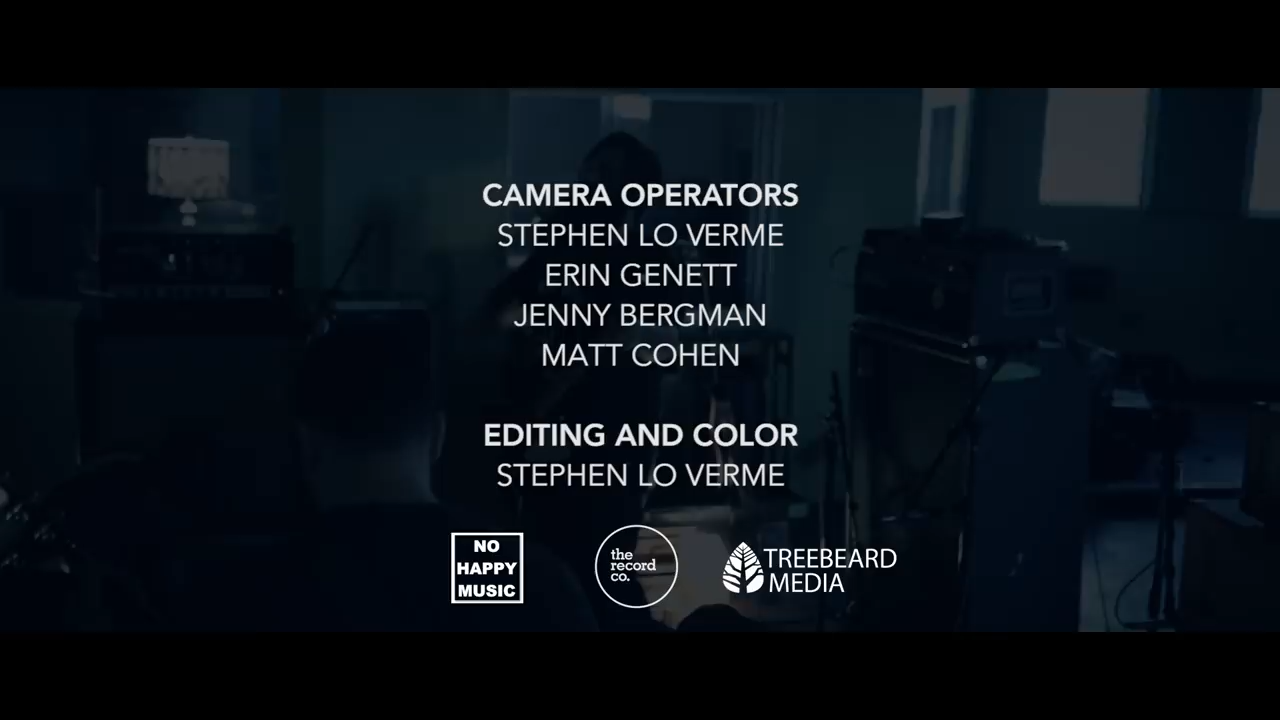 CAMERA OPERATORS
STEPHEN LO VERME
ERIN GENETT
JENNY BERGMAN
MATT COHEN
EDITING AND COLOR
STEPHEN LO VERME
NO
HAPPY
MUSIC
the
record
co.
TREEBEARD
MEDIA